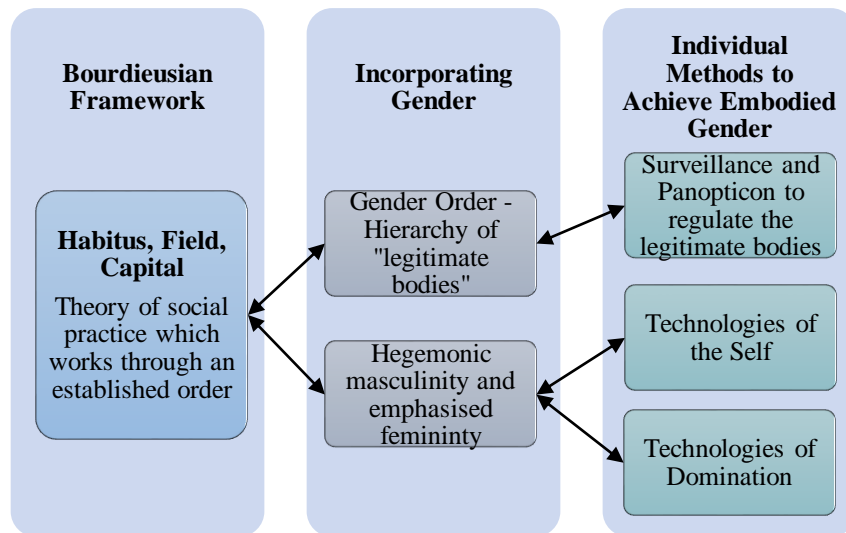 Bourdieusian
Framework
Habitus, Field,
Capital
Theory of social
practice which
works through an
established order
Incorporating
Gender
Gender Order -
Hierarchy of
"legitimate
bodies"
Hegemonic
masculinity and
emphasised
femininty
Individual
Methods to
Achieve Embodied
Gender
Surveillance and
Panopticon to
regulate the
legitimate bodies
Technologies of
the Self
Technologies of
Domination